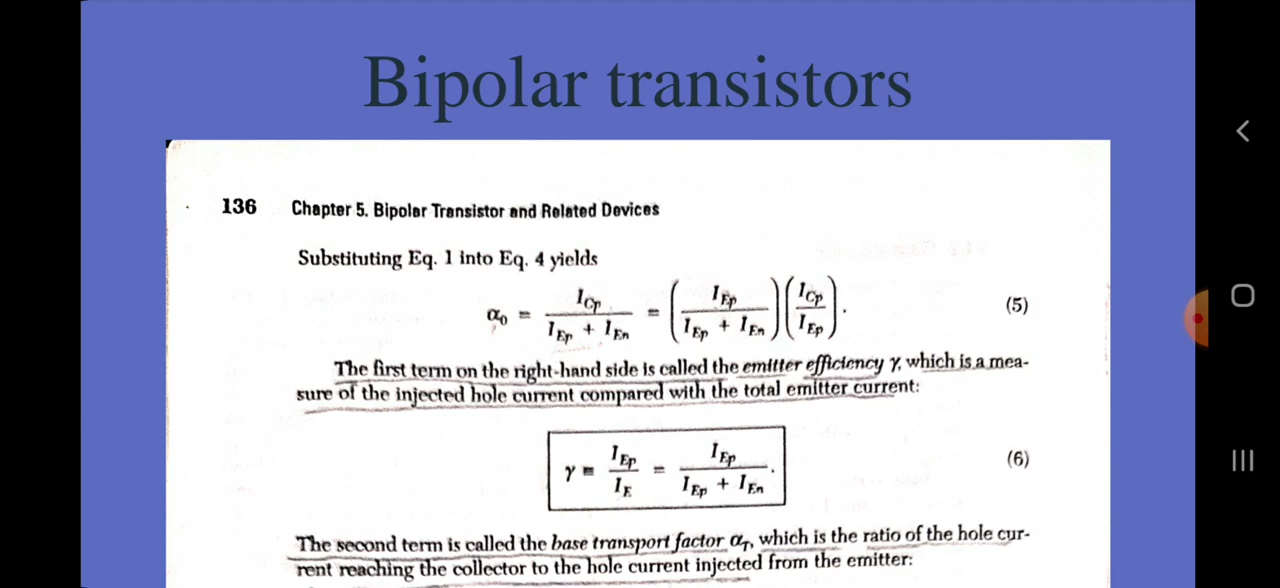 Bipolar transistors
136 Chapter 5. Bipolar Transistor and Related Devices
Substituting Eq. 1 into Eq. 4 yields
α₀ = I_Cp / (I_Ep + I_En) = (I_Ep / (I_Ep + I_En)) (I_Cp / I_Ep). (5)
The first term on the right-hand side is called the emitter efficiency γ, which is a mea-
sure of the injected hole current compared with the total emitter current:
γ ≡ I_Ep / I_E = I_Ep / (I_Ep + I_En). (6)
The second term is called the base transport factor α_T, which is the ratio of the hole cur-
rent reaching the collector to the hole current injected from the emitter: